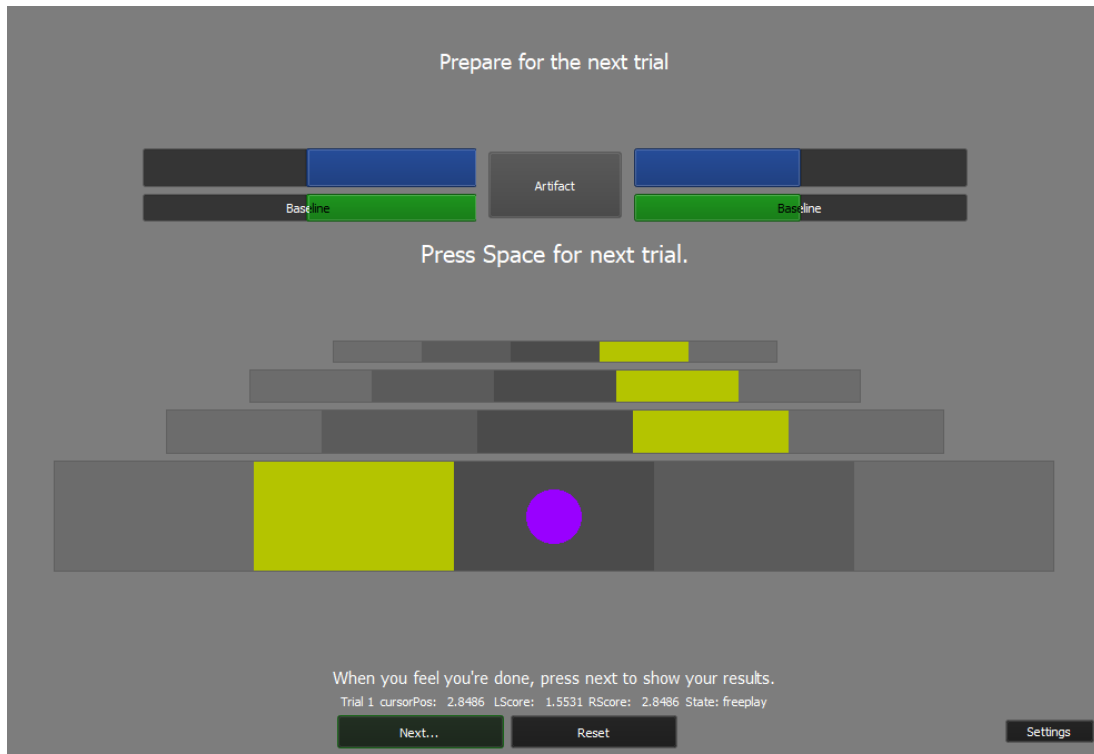 Prepare for the next trial
Artifact
Baseline Baseline
Press Space for next trial.
When you feel you're done, press next to show your results.
Trial 1 cursorPos: 2.8486 LScore: 1.5531 RScore: 2.8486 State: freeplay
Next... Reset Settings